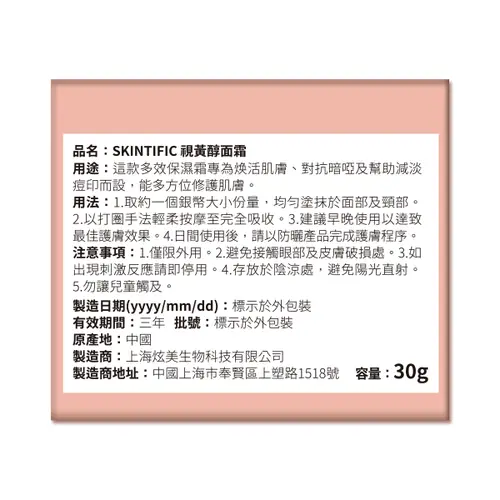 品名：SKINTIFIC 視黃醇面霜
用途：這款多效保濕霜專為煥活肌膚、對抗暗啞及幫助減淡
痘印而設，能多方位修護肌膚。
用法：1.取約一個銀幣大小份量，均勻塗抹於面部及頸部。
2.以打圈手法輕柔按摩至完全吸收。3.建議早晚使用以達致
最佳護膚效果。4.日間使用後，請以防曬產品完成護膚程序。
注意事項：1.僅限外用。2.避免接觸眼部及皮膚破損處。3.如
出現刺激反應請即停用。4.存放於陰涼處，避免陽光直射。
5.勿讓兒童觸及。
製造日期(yyyy/mm/dd)：標示於外包裝
有效期間：三年 批號：標示於外包裝
原產地：中國
製造商：上海炫美生物科技有限公司
製造商地址：中國上海市奉賢區上塑路1518號 容量：30g